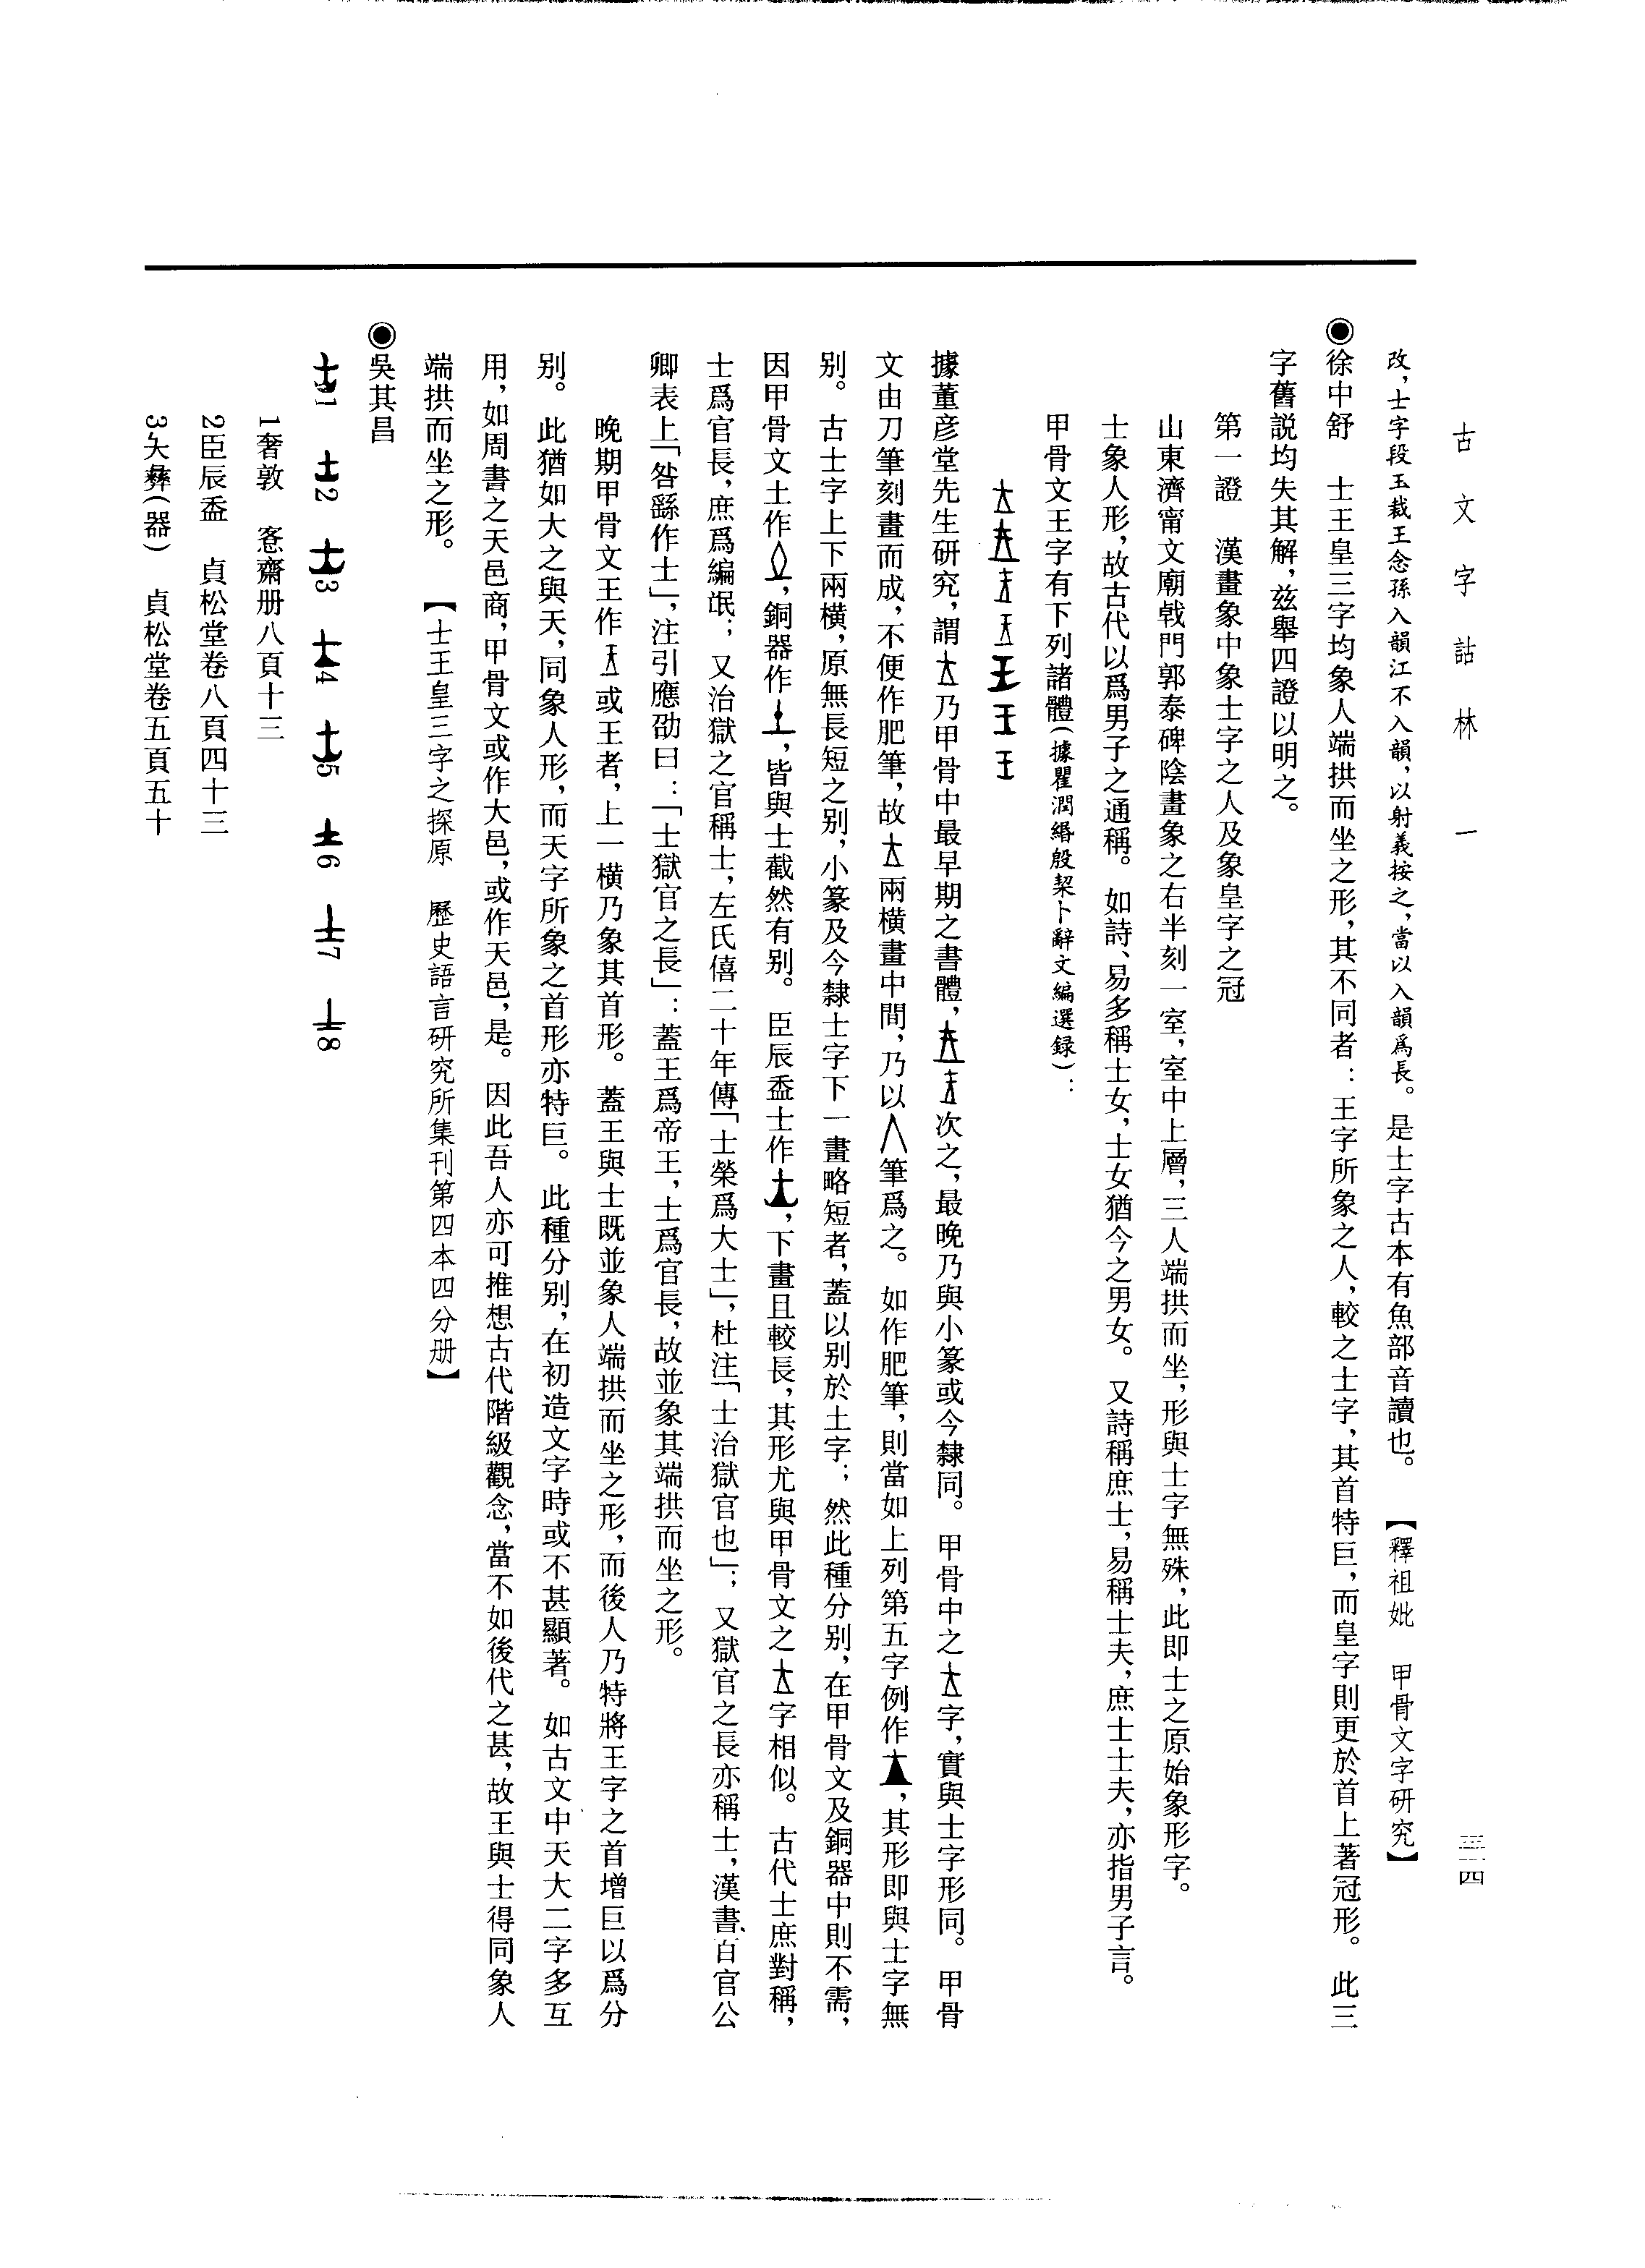 古文字詁林 一
三一四
改，士字段玉裁王念孫入韻江不入韻，以射義按之，當以入韻爲長。是士字古本有魚部音讀也。【釋祖妣 甲骨文字研究】
◉徐中舒 士王皇三字均象人端拱而坐之形，其不同者：王字所象之人，較之士字，其首特巨，而皇字則更於首上著冠形。此三
字舊說均失其解，兹舉四證以明之。
第一證 漢畫象中象士字之人及象皇字之冠
山東濟甯文廟戟門郭泰碑陰畫象之右半刻一室，室中上層，三人端拱而坐，形與士字無殊，此即士之原始象形字。
士象人形，故古代以爲男子之通稱。如詩、易多稱士女，士女猶今之男女。又詩稱庶士，易稱士夫，庶士士夫，亦指男子言。
甲骨文王字有下列諸體(據瞿潤緡殷栔卜辭文編選録)：
據董彦堂先生研究，謂乃甲骨中最早期之書體，次之，最晚乃與小篆或今隸同。甲骨中之字，實與士字形同。甲骨
文由刀筆刻畫而成，不便作肥筆，故兩橫畫中間，乃以筆爲之。如作肥筆，則當如上列第五字例作，其形即與士字無
别。古士字上下兩橫，原無長短之别，小篆及今隸士字下一畫略短者，蓋以别於土字；然此種分别，在甲骨文及銅器中則不需，
因甲骨文土作，銅器作，皆與士截然有别。臣辰盉士作，下畫且較長，其形尤與甲骨文之字相似。古代士庶對稱，
士爲官長，庶爲編氓；又治獄之官稱士，左氏僖二十年傳「士榮爲大士」，杜注「士治獄官也」；又獄官之長亦稱士，漢書百官公
卿表上「咎繇作士」，注引應劭曰：「士獄官之長」：蓋王爲帝王，士爲官長，故並象其端拱而坐之形。
晚期甲骨文王作或王者，上一橫乃象其首形。蓋王與士既並象人端拱而坐之形，而後人乃特將王字之首增巨以爲分
别。此猶如大之與天，同象人形，而天字所象之首形亦特巨。此種分别，在初造文字時或不甚顯著。如古文中天大二字多互
用，如周書之天邑商，甲骨文或作大邑，或作天邑，是。因此吾人亦可推想古代階級觀念，當不如後代之甚，故王與士得同象人
端拱而坐之形。【士王皇三字之探原 歷史語言研究所集刊第四本四分册】
◉吳其昌
1 2 3 4 5 6 7 8
1奢敦 愙齋册八頁十三
2臣辰盉 貞松堂卷八頁四十三
3彝(器) 貞松堂卷五頁五十